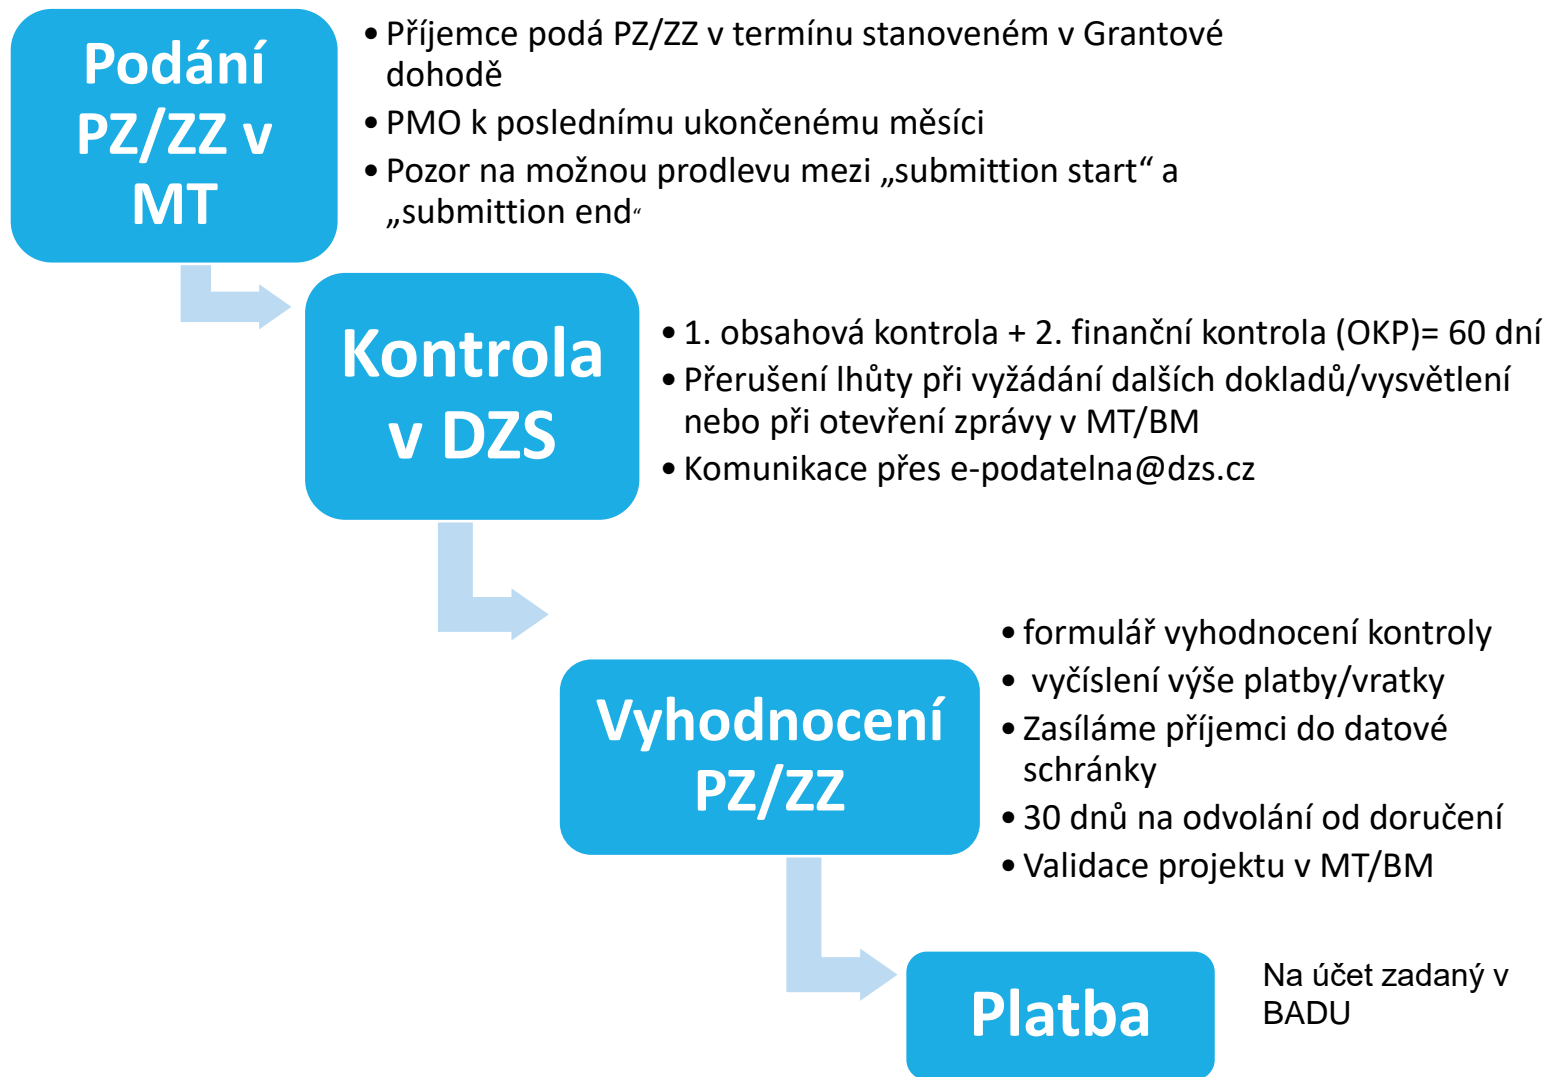 Podání
PZ/ZZ v
MT
• Příjemce podá PZ/ZZ v termínu stanoveném v Grantové
dohodě
• PMO k poslednímu ukončenému měsíci
• Pozor na možnou prodlevu mezi „submittion start“ a
„submittion end“
Kontrola
v DZS
• 1. obsahová kontrola + 2. finanční kontrola (OKP)= 60 dní
• Přerušení lhůty při vyžádání dalších dokladů/vysvětlení
nebo při otevření zprávy v MT/BM
• Komunikace přes e-podatelna@dzs.cz
Vyhodnocení
PZ/ZZ
• formulář vyhodnocení kontroly
• vyčíslení výše platby/vratky
• Zasíláme příjemci do datové
schránky
• 30 dnů na odvolání od doručení
• Validace projektu v MT/BM
Platba
Na účet zadaný v
BADU